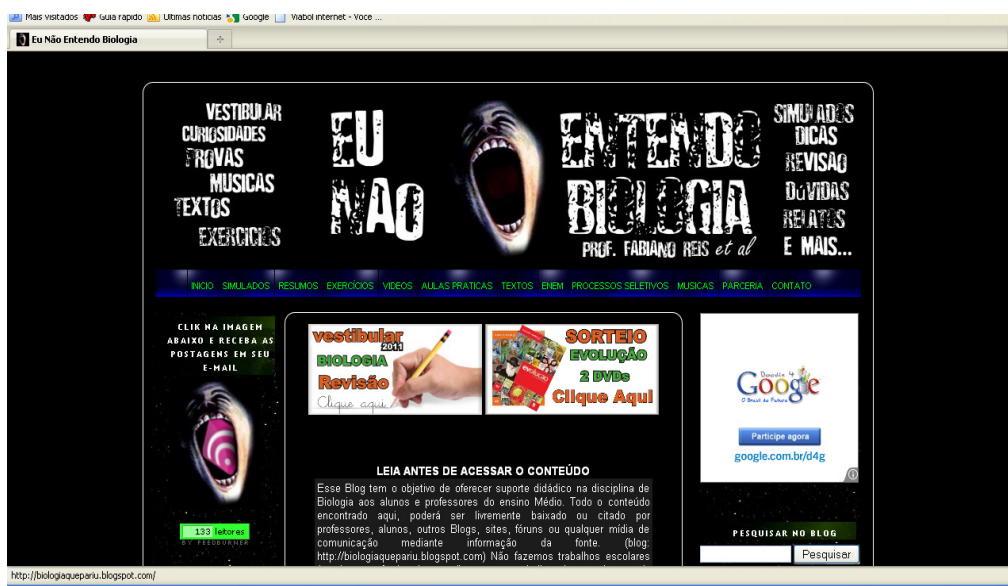 Mais visitados Guia rápido Últimas notícias Google Viabol internet - Voce ...
Eu Não Entendo Biologia
VESTIBULAR
CURIOSIDADES
PROVAS
MUSICAS
TEXTOS
EXERCICIOS
EU
NÃO
ENTENDO
BIOLOGIA
PROF. FABIANO REIS et al
SIMULADOS
DICAS
REVISÃO
DúVIDAS
RELATOS
E MAIS...
INICIO SIMULADOS RESUMOS EXERCÍCIOS VIDEOS AULAS PRATICAS TEXTOS ENEM PROCESSOS SELETIVOS MUSICAS PARCERIA CONTATO
CLIK NA IMAGEM
ABAIXO E RECEBA AS
POSTAGENS EM SEU
E-MAIL
133 leitores
BY FEEDBURNER
vestibular
2011
BIOLOGIA
Revisão
Clique aqui
SORTEIO
EVOLUÇÃO
2 DVDs
Clique Aqui
evolução
LEIA ANTES DE ACESSAR O CONTEÚDO
Esse Blog tem o objetivo de oferecer suporte didádico na disciplina de
Biologia aos alunos e professores do ensino Médio. Todo o conteúdo
encontrado aqui, poderá ser livremente baixado ou citado por
professores, alunos, outros Blogs, sites, fóruns ou qualquer mídia de
comunicação mediante informação da fonte. (blog:
http://biologiaquepariu.blogspot.com) Não fazemos trabalhos escolares
Doodle 4
Google
O Brasil do Futuro
Participe agora
google.com.br/d4g
PESQUISAR NO BLOG
Pesquisar
http://biologiaquepariu.blogspot.com/